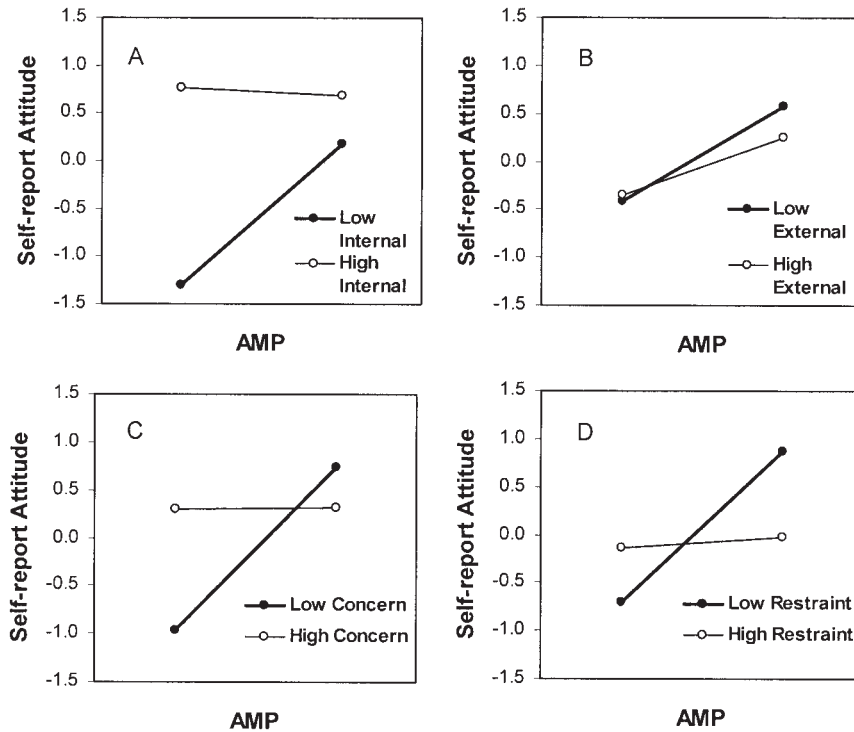 A
Self-report Attitude
1.5
1.0
0.5
0.0
-0.5
-1.0
-1.5
Low
Internal
High
Internal
AMP
B
Self-report Attitude
1.5
1.0
0.5
0.0
-0.5
-1.0
-1.5
Low
External
High
External
AMP
C
Self-report Attitude
1.5
1.0
0.5
0.0
-0.5
-1.0
-1.5
Low Concern
High Concern
AMP
D
Self-report Attitude
1.5
1.0
0.5
0.0
-0.5
-1.0
-1.5
Low Restraint
High Restraint
AMP